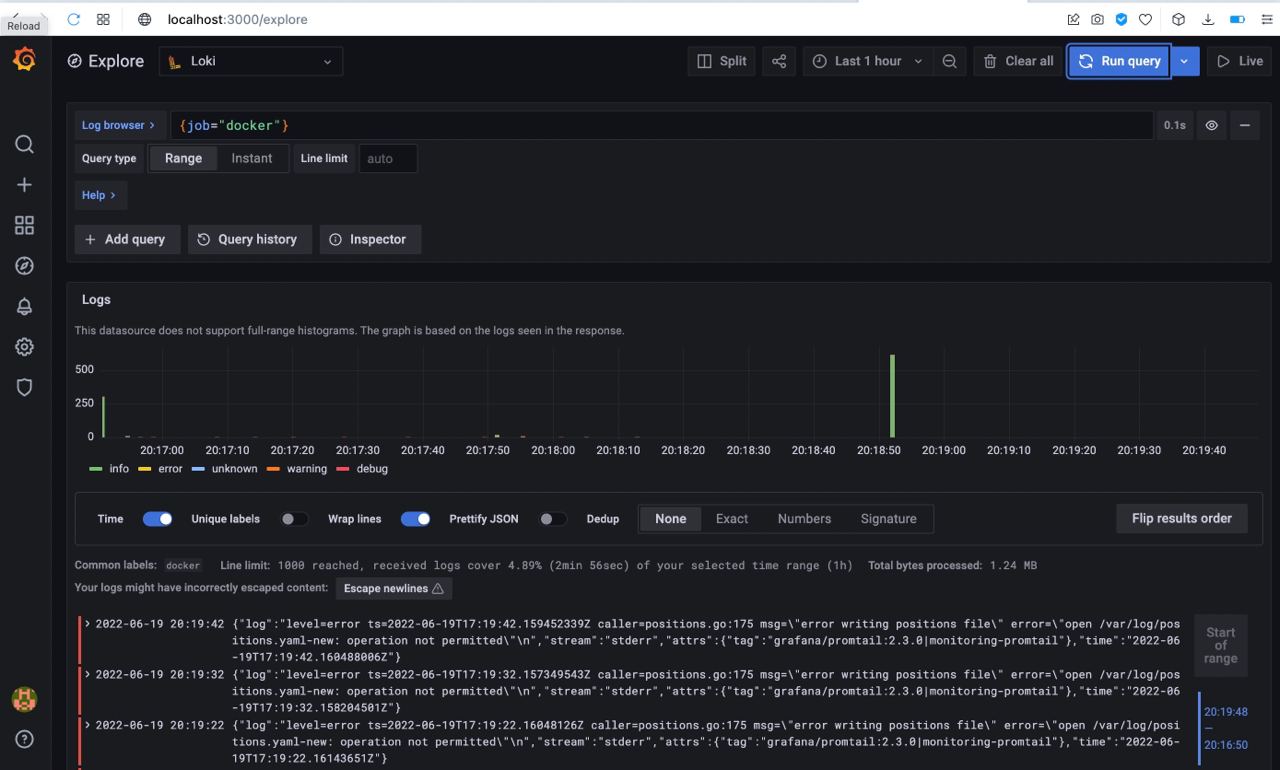 Reload
localhost:3000/explore
Explore
Loki
Split
Last 1 hour
Clear all
Run query
Live
Log browser >
{job="docker"}
0.1s
Query type
Range
Instant
Line limit
auto
Help >
+ Add query
Query history
Inspector
Logs
This datasource does not support full-range histograms. The graph is based on the logs seen in the response.
500
250
0
20:17:00 20:17:10 20:17:20 20:17:30 20:17:40 20:17:50 20:18:00 20:18:10 20:18:20 20:18:30 20:18:40 20:18:50 20:19:00 20:19:10 20:19:20 20:19:30 20:19:40
info error unknown warning debug
Time Unique labels Wrap lines Prettify JSON Dedup None Exact Numbers Signature Flip results order
Common labels: docker Line limit: 1000 reached, received logs cover 4.89% (2min 56sec) of your selected time range (1h) Total bytes processed: 1.24 MB
Your logs might have incorrectly escaped content: Escape newlines
> 2022-06-19 20:19:42 {"log":"level=error ts=2022-06-19T17:19:42.159452339Z caller=positions.go:175 msg=\"error writing positions file\" error=\"open /var/log/pos
itions.yaml-new: operation not permitted\"\n","stream":"stderr","attrs":{"tag":"grafana/promtail:2.3.0|monitoring-promtail"},"time":"2022-06
-19T17:19:42.160488006Z"}
> 2022-06-19 20:19:32 {"log":"level=error ts=2022-06-19T17:19:32.157349543Z caller=positions.go:175 msg=\"error writing positions file\" error=\"open /var/log/pos
itions.yaml-new: operation not permitted\"\n","stream":"stderr","attrs":{"tag":"grafana/promtail:2.3.0|monitoring-promtail"},"time":"2022-06
-19T17:19:32.158204501Z"}
> 2022-06-19 20:19:22 {"log":"level=error ts=2022-06-19T17:19:22.16048126Z caller=positions.go:175 msg=\"error writing positions file\" error=\"open /var/log/posi
tions.yaml-new: operation not permitted\"\n","stream":"stderr","attrs":{"tag":"grafana/promtail:2.3.0|monitoring-promtail"},"time":"2022-06-
19T17:19:22.16143651Z"}
Start
of
range
20:19:48
—
20:16:50